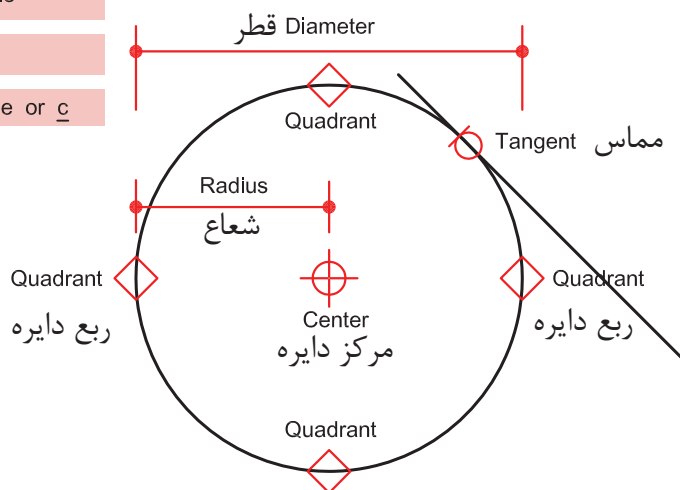 e or c
قطر Diameter
Quadrant
Tangent مماس
Radius
شعاع
Quadrant
Quadrant
Center
ربع دایره
مرکز دایره
ربع دایره
Quadrant